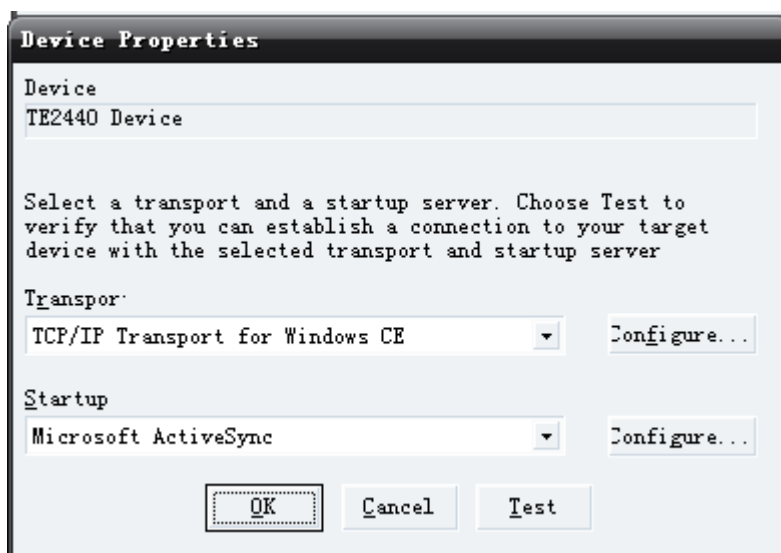 Device Properties
Device
TE2440 Device
Select a transport and a startup server. Choose Test to
verify that you can establish a connection to your target
device with the selected transport and startup server
Transpor
TCP/IP Transport for Windows CE
Configure...
Startup
Microsoft ActiveSync
Configure...
OK Cancel Test